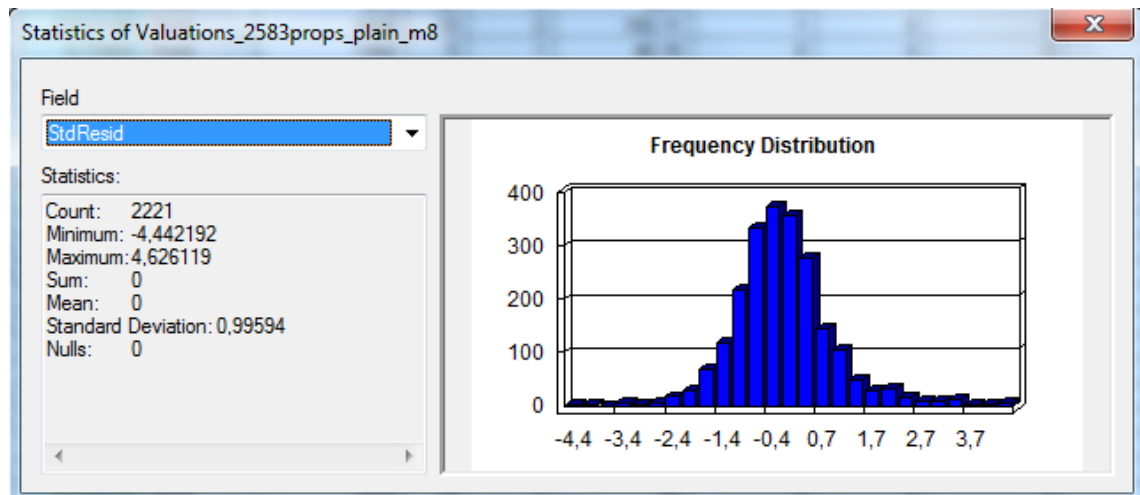 Statistics of Valuations_2583props_plain_m8
x
Field
StdResid
Statistics:
Count: 2221
Minimum: -4,442192
Maximum: 4,626119
Sum: 0
Mean: 0
Standard Deviation: 0,99594
Nulls: 0
Frequency Distribution
400
300
200
100
0
-4,4 -3,4 -2,4 -1,4 -0,4 0,7 1,7 2,7 3,7